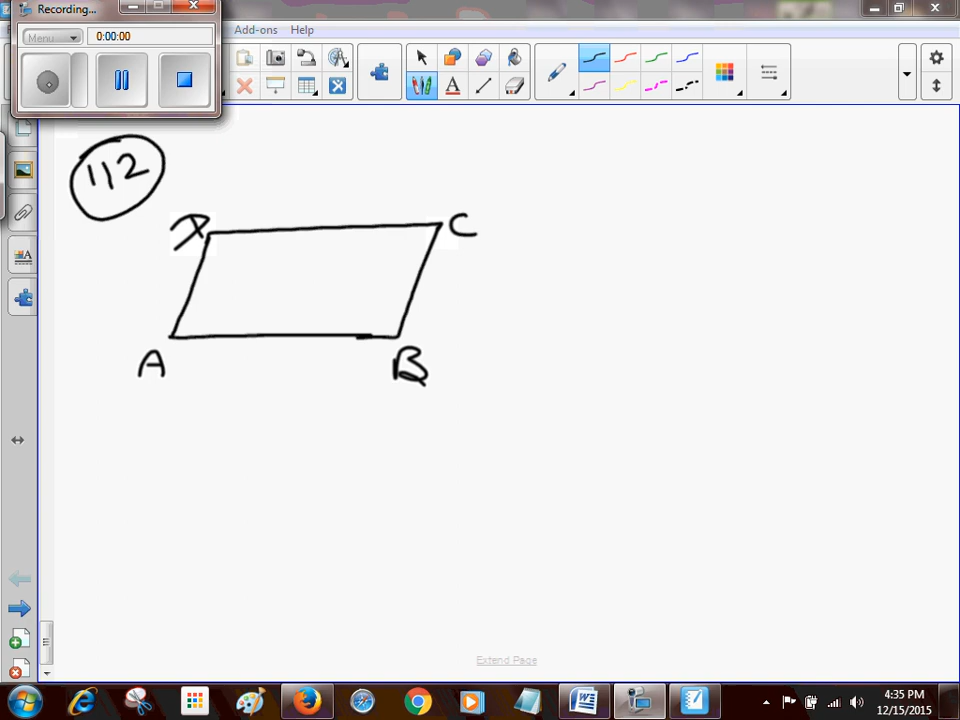 Recording...
Menu
0:00:00
Add-ons Help
112
C
A
B
Extend Page
4:35 PM
12/15/2015